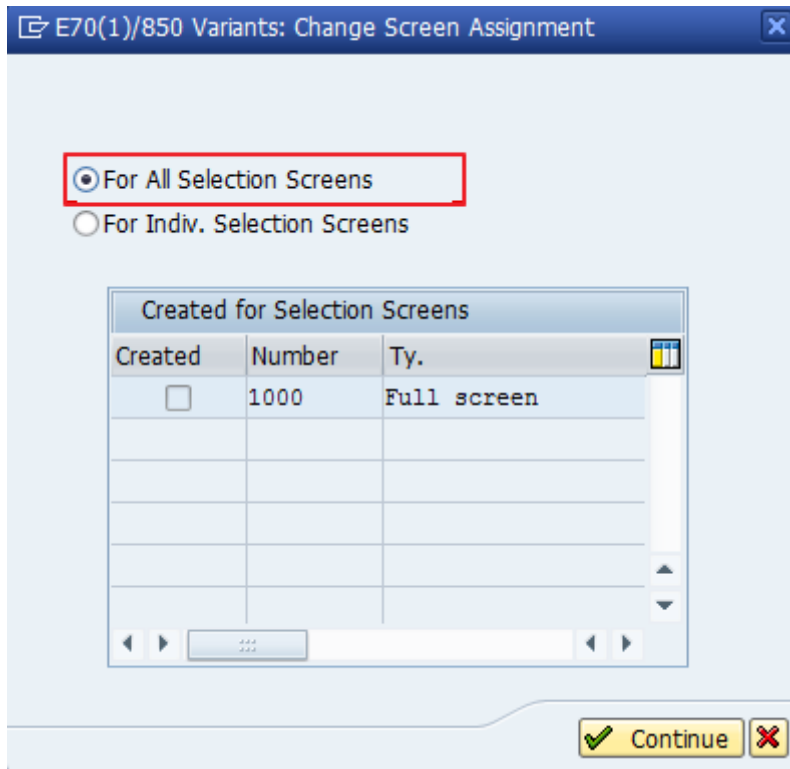 E70(1)/850 Variants: Change Screen Assignment
For All Selection Screens
For Indiv. Selection Screens
Created for Selection Screens
Created Number Ty.
1000 Full screen
Continue